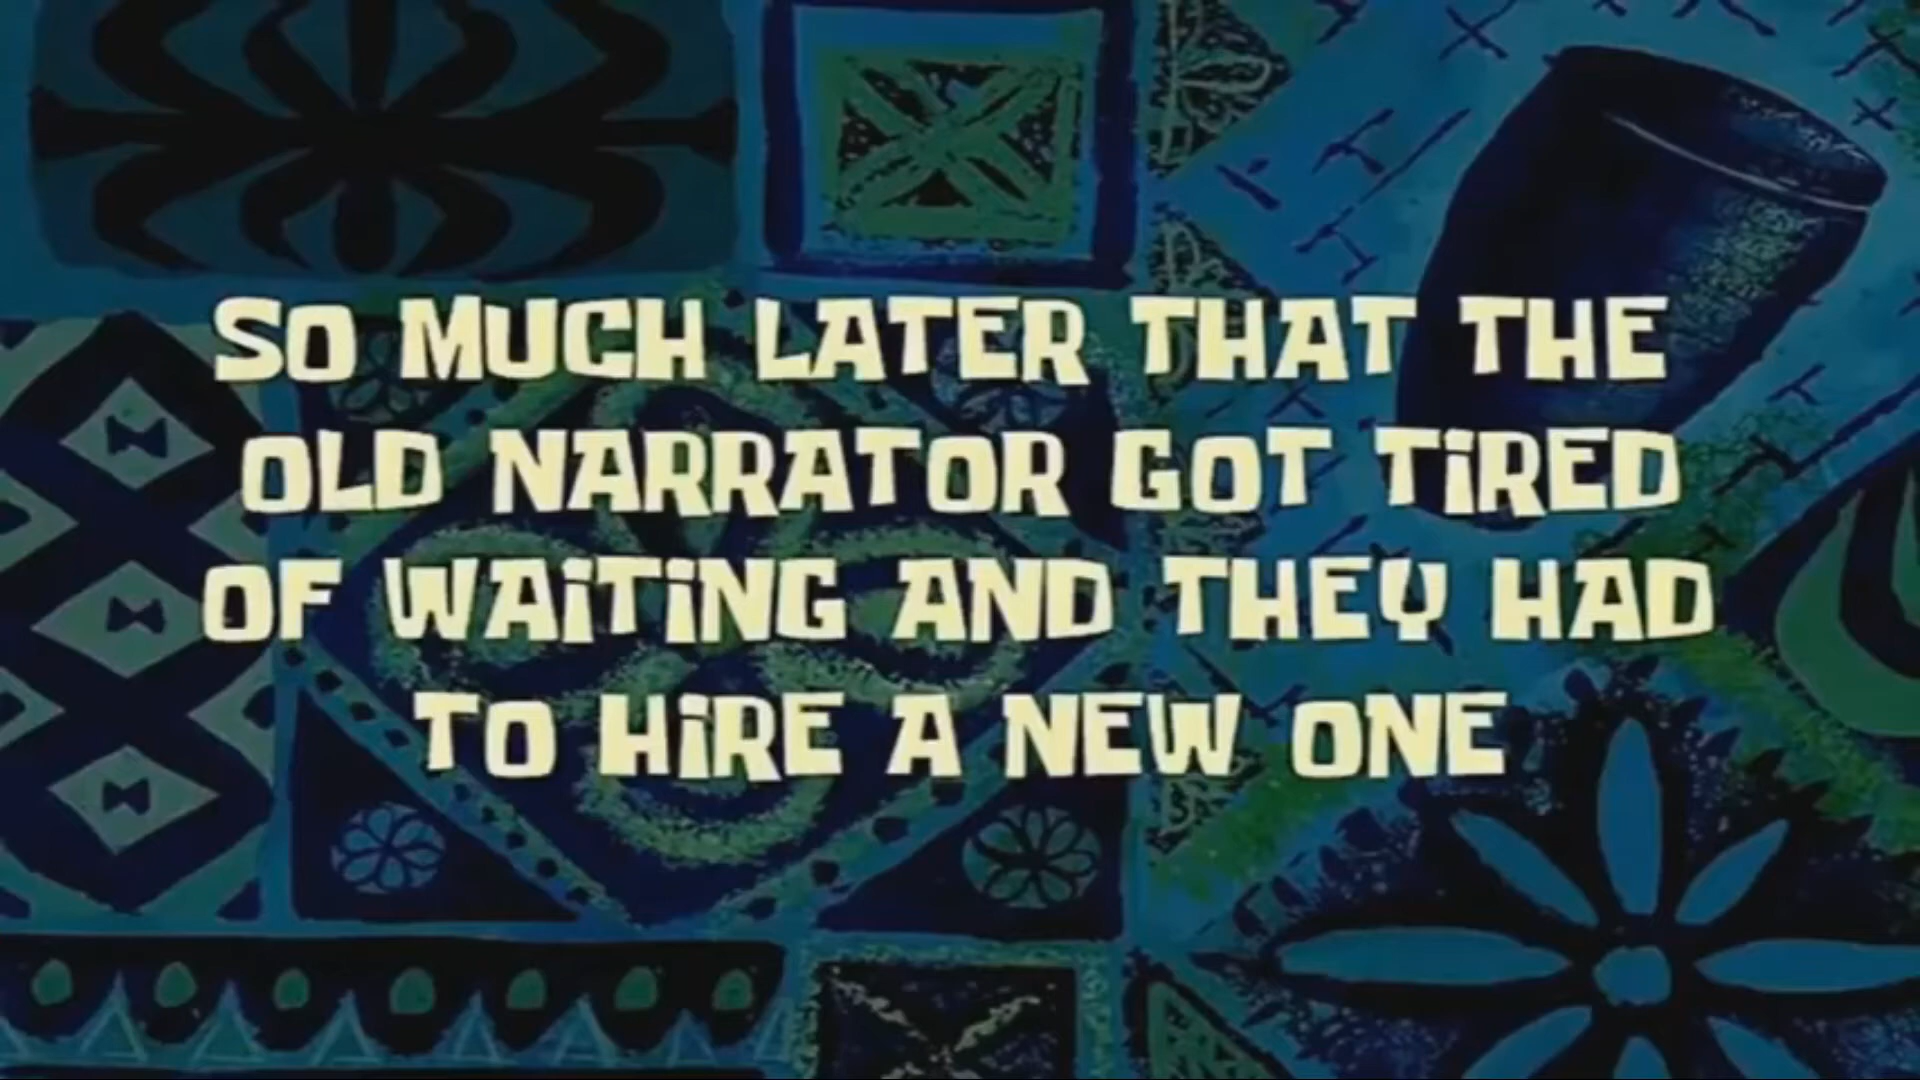 SO MUCH LATER THAT THE
OLD NARRATOR GOT TIRED
OF WAITING AND THEY HAD
TO HIRE A NEW ONE